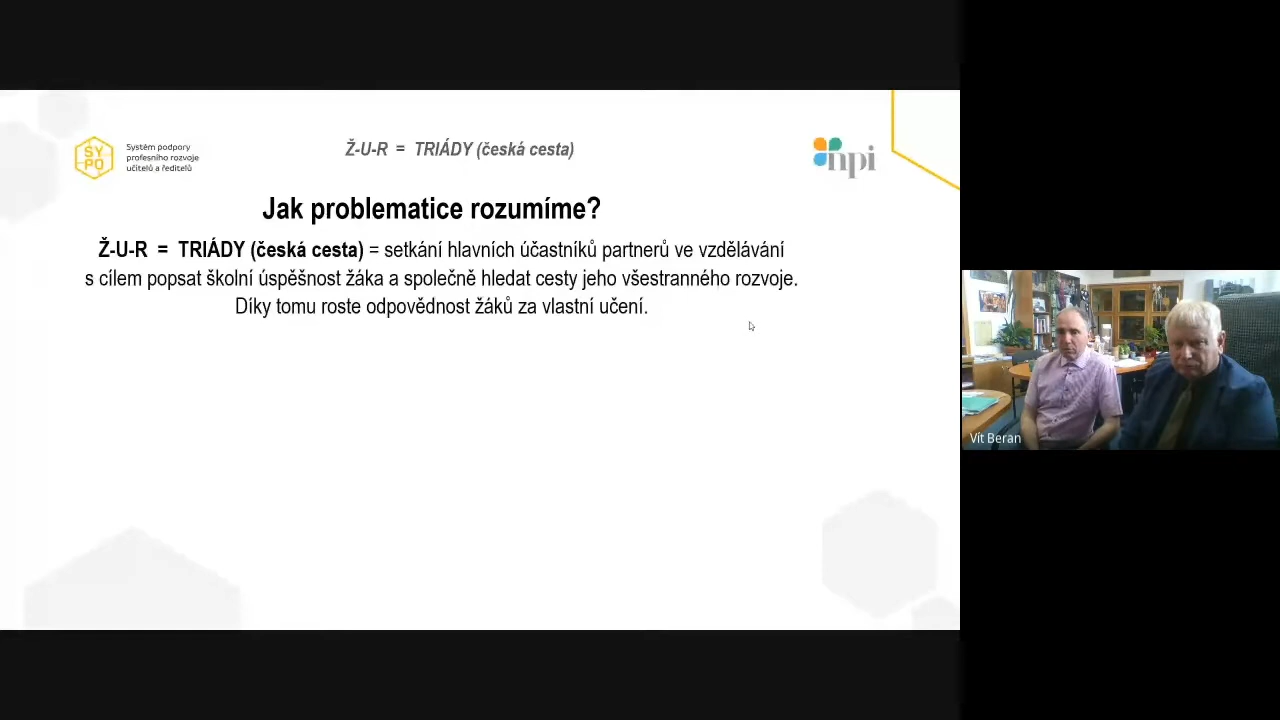 SY
PO
Systém podpory
profesního rozvoje
učitelů a ředitelů
Ž-U-R = TRIÁDY (česká cesta)
npi
Jak problematice rozumíme?
Ž-U-R = TRIÁDY (česká cesta) = setkání hlavních účastníků partnerů ve vzdělávání
s cílem popsat školní úspěšnost žáka a společně hledat cesty jeho všestranného rozvoje.
Díky tomu roste odpovědnost žáků za vlastní učení.
Vít Beran